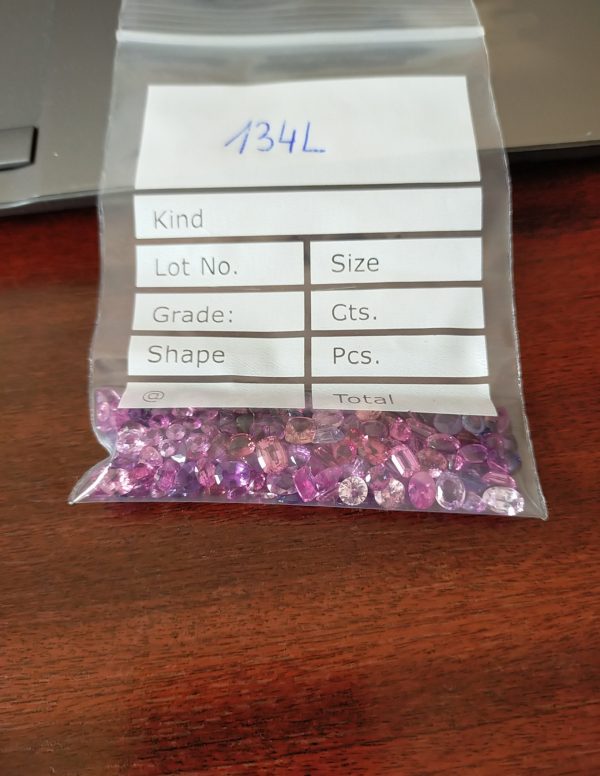 134L
Kind
Lot No. Size
Grade: Cts.
Shape Pcs.
@ Total